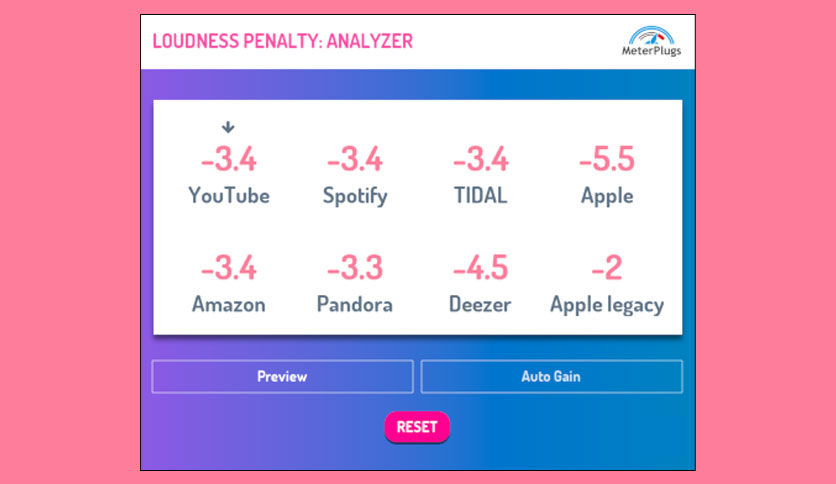 LOUDNESS PENALTY: ANALYZER
MeterPlugs
-3.4 -3.4 -3.4 -5.5
YouTube Spotify TIDAL Apple
-3.4 -3.3 -4.5 -2
Amazon Pandora Deezer Apple legacy
Preview Auto Gain
RESET